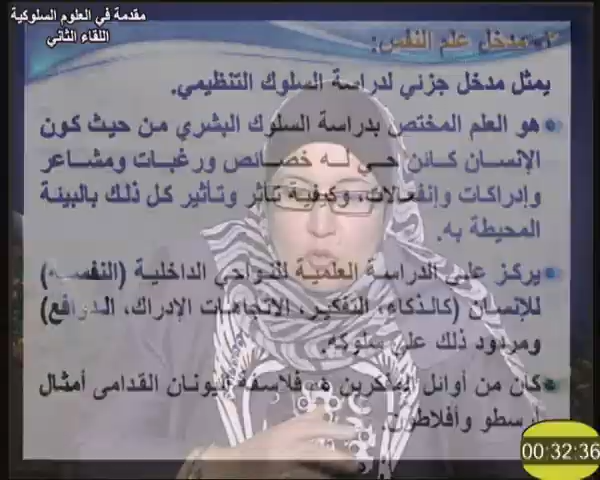 مقدمة في العلوم السلوكية
اللقاء الثاني
٢- مدخل علم النفس:
يمثل مدخل جزئي لدراسة السلوك التنظيمي.
هو العلم المختص بدراسة السلوك البشري من حيث كون
الإنسان كائن حي له خصائص ورغبات ومشاعر
وإدراكات وإنفعالات، وكيفية تأثر وتأثير كل ذلك بالبيئة
المحيطة به.
يركز على الدراسة العلمية للنواحي الداخلية (النفسية)
للإنسان (كالذكاء، التفكير، الاتجاهات الإدراك، الدوافع)
ومردود ذلك على سلوكه.
كان من أوائل المفكرين هم فلاسفة اليونان القدامى أمثال
أرسطو وأفلاطون.
00:32:36